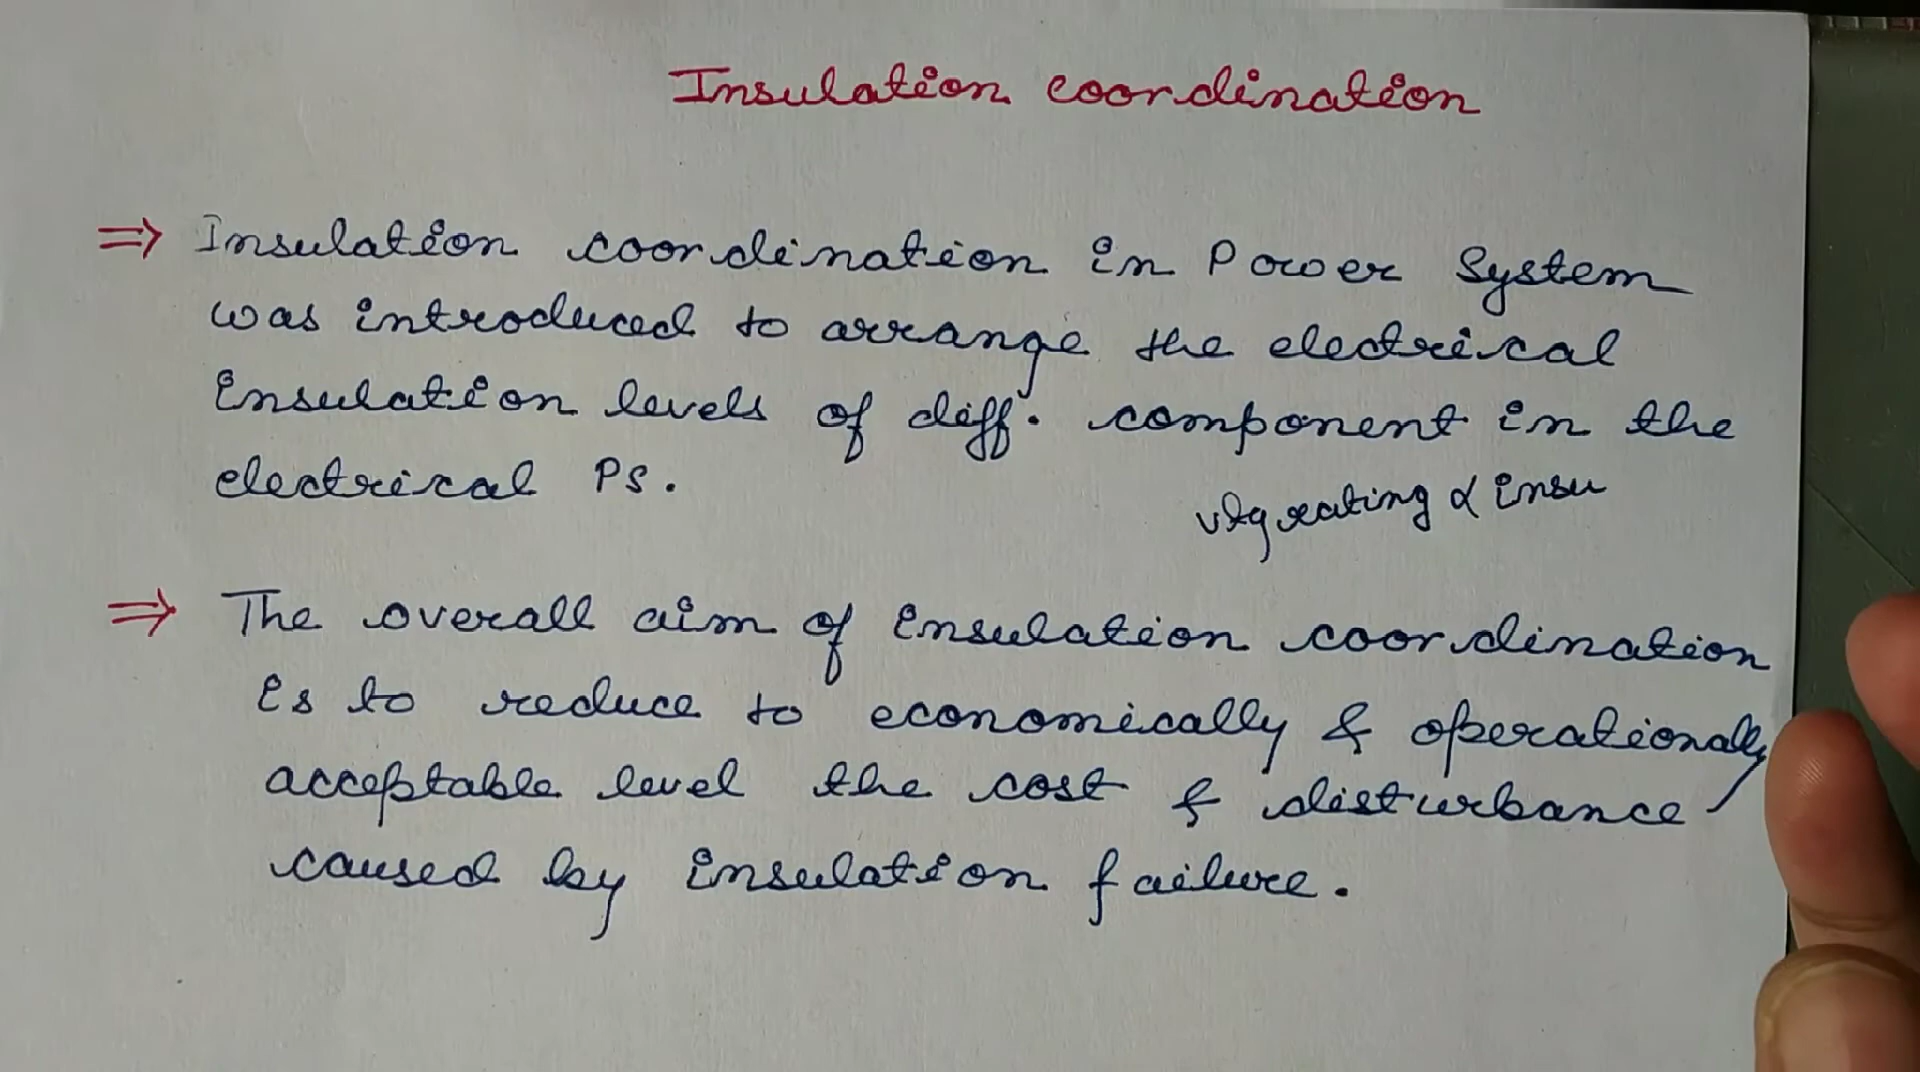 Insulation coordination
⇒ Insulation coordination in Power System
was introduced to arrange the electrical
insulation levels of diff. component in the
electrical PS.
vtg rating ∝ insu
⇒ The overall aim of insulation coordination
is to reduce to economically & operationally
acceptable level the cost & disturbance
caused by insulation failure.